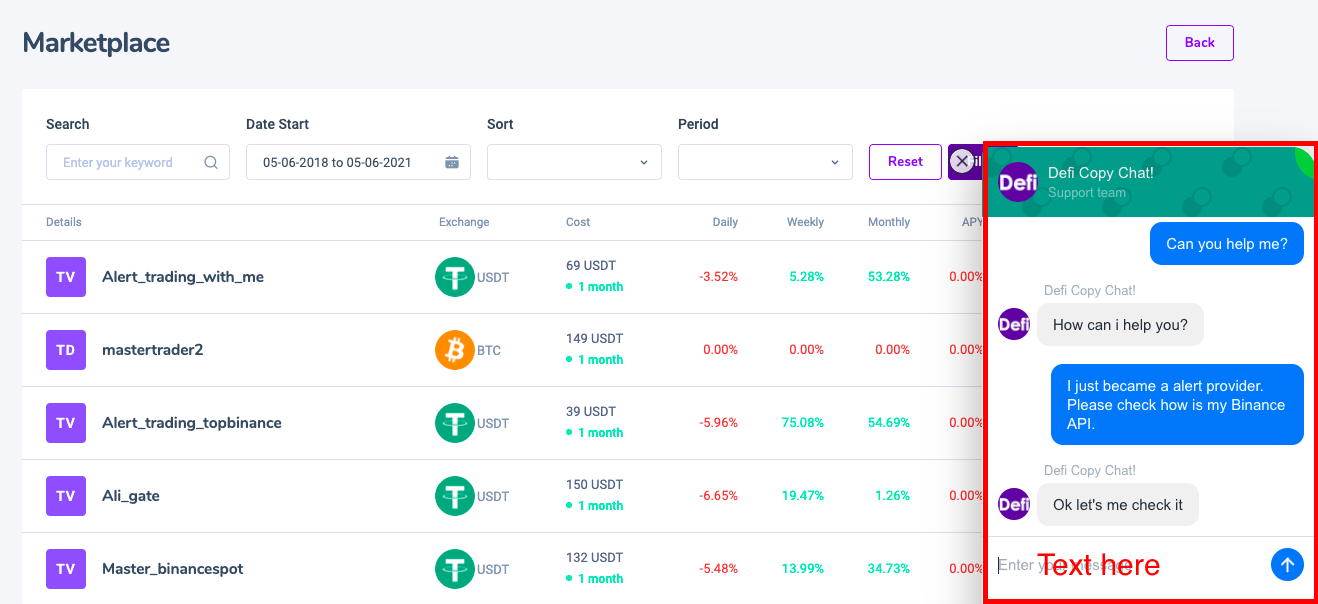 Marketplace
Back
Search
Date Start
Sort
Period
Enter your keyword
05-06-2018 to 05-06-2021
Reset
Details
Exchange
Cost
Daily
Weekly
Monthly
APY
TV
Alert_trading_with_me
USDT
69 USDT
1 month
-3.52%
5.28%
53.28%
0.00%
TD
mastertrader2
BTC
149 USDT
1 month
0.00%
0.00%
0.00%
0.00%
TV
Alert_trading_topbinance
USDT
39 USDT
1 month
-5.96%
75.08%
54.69%
0.00%
TV
Ali_gate
USDT
150 USDT
1 month
-6.65%
19.47%
1.26%
0.00%
TV
Master_binancespot
USDT
132 USDT
1 month
-5.48%
13.99%
34.73%
0.00%
Defi
Defi Copy Chat!
Support team
Can you help me?
Defi Copy Chat!
Defi
How can i help you?
I just became a alert provider.
Please check how is my Binance
API.
Defi Copy Chat!
Defi
Ok let's me check it
Enter your message...
Text here